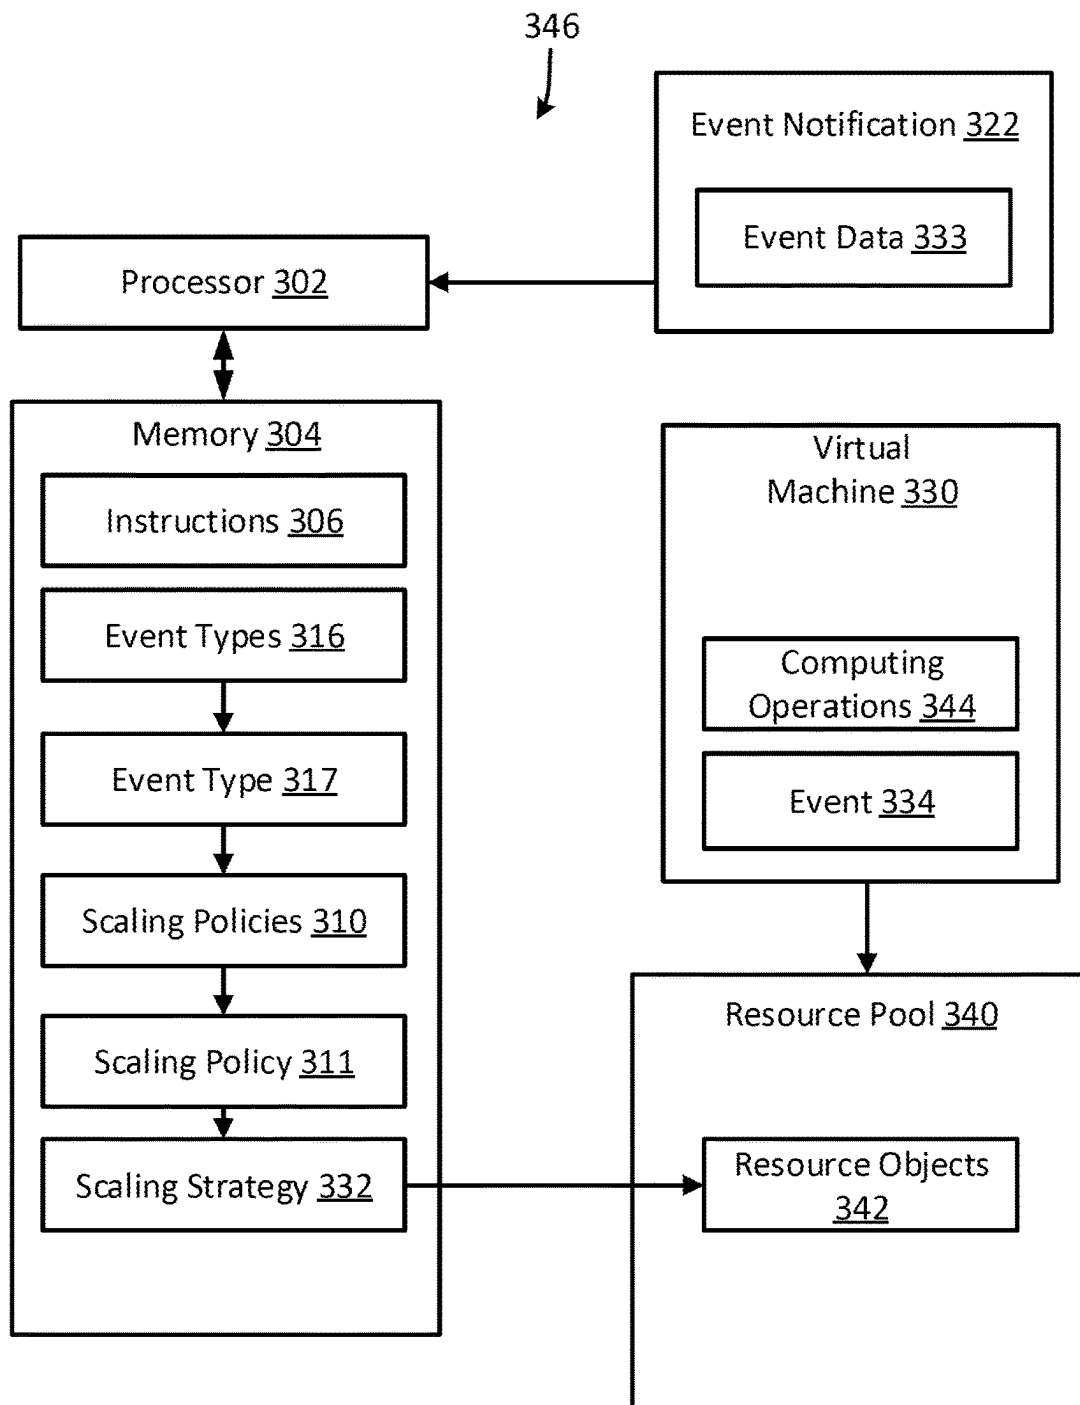 346
Event Notification 322
Event Data 333
Processor 302
Memory 304
Instructions 306
Event Types 316
Event Type 317
Scaling Policies 310
Scaling Policy 311
Scaling Strategy 332
Virtual
Machine 330
Computing
Operations 344
Event 334
Resource Pool 340
Resource Objects
342